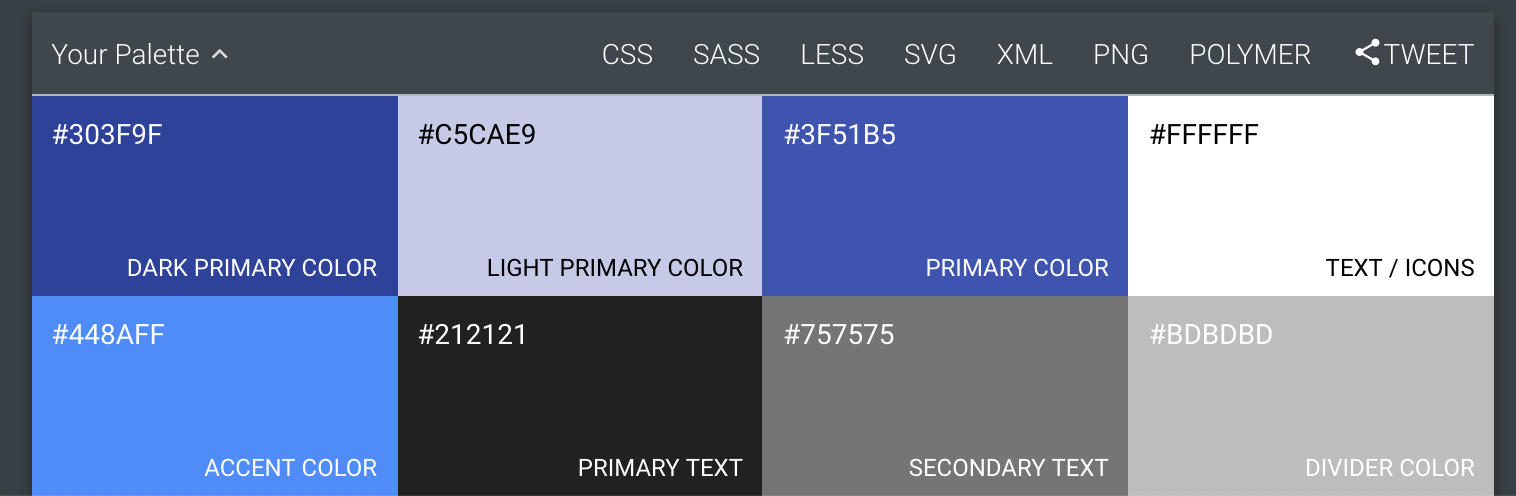 Your Palette CSS SASS LESS SVG XML PNG POLYMER TWEET
#303F9F #C5CAE9 #3F51B5 #FFFFFF
DARK PRIMARY COLOR LIGHT PRIMARY COLOR PRIMARY COLOR TEXT / ICONS
#448AFF #212121 #757575 #BDBDBD
ACCENT COLOR PRIMARY TEXT SECONDARY TEXT DIVIDER COLOR